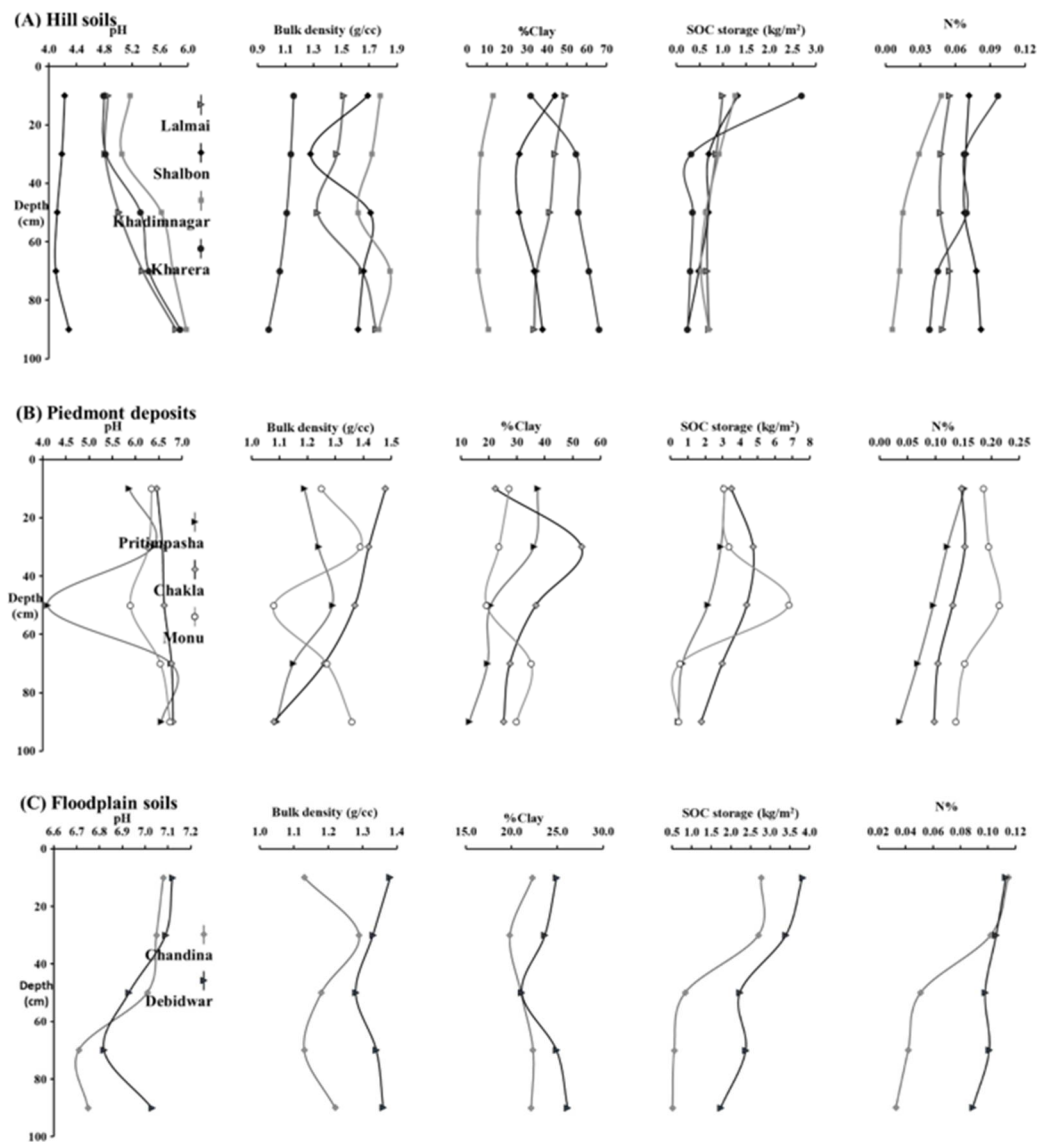 (A) Hill soils
pH
Bulk density (g/cc)
%Clay
SOC storage (kg/m²)
N%
4.0 4.8 5.2 5.6 6.0
0.9 1.1 1.3 1.5 1.7 1.9
0 10 20 30 40 50 60 70
0.0 0.5 1.0 1.5 2.0 2.5 3.0
0.00 0.03 0.06 0.09 0.12
0
20
40
Depth
(cm)
60
80
100
Lalmai
Shalbon
Khadimnagar
Kharera
(B) Piedmont deposits
pH
Bulk density (g/cc)
%Clay
SOC storage (kg/m²)
N%
4.0 4.5 5.0 5.5 6.0 6.5 7.0
1.0 1.1 1.2 1.3 1.4 1.5
10 20 30 40 50 60
0 1 2 3 4 5 6 7 8
0.00 0.05 0.10 0.15 0.20 0.25
0
20
40
Depth
(cm)
60
80
100
Pritimpasha
Chakla
Monu
(C) Floodplain soils
pH
Bulk density (g/cc)
%Clay
SOC storage (kg/m²)
N%
6.6 6.7 6.8 6.9 7.0 7.1 7.2
1.0 1.1 1.2 1.3 1.4
15.0 20.0 25.0 30.0
0.5 1.0 1.5 2.0 2.5 3.0 3.5 4.0
0.02 0.04 0.06 0.08 0.10 0.12
0
20
40
Depth
(cm)
60
80
100
Chandina
Debidwar